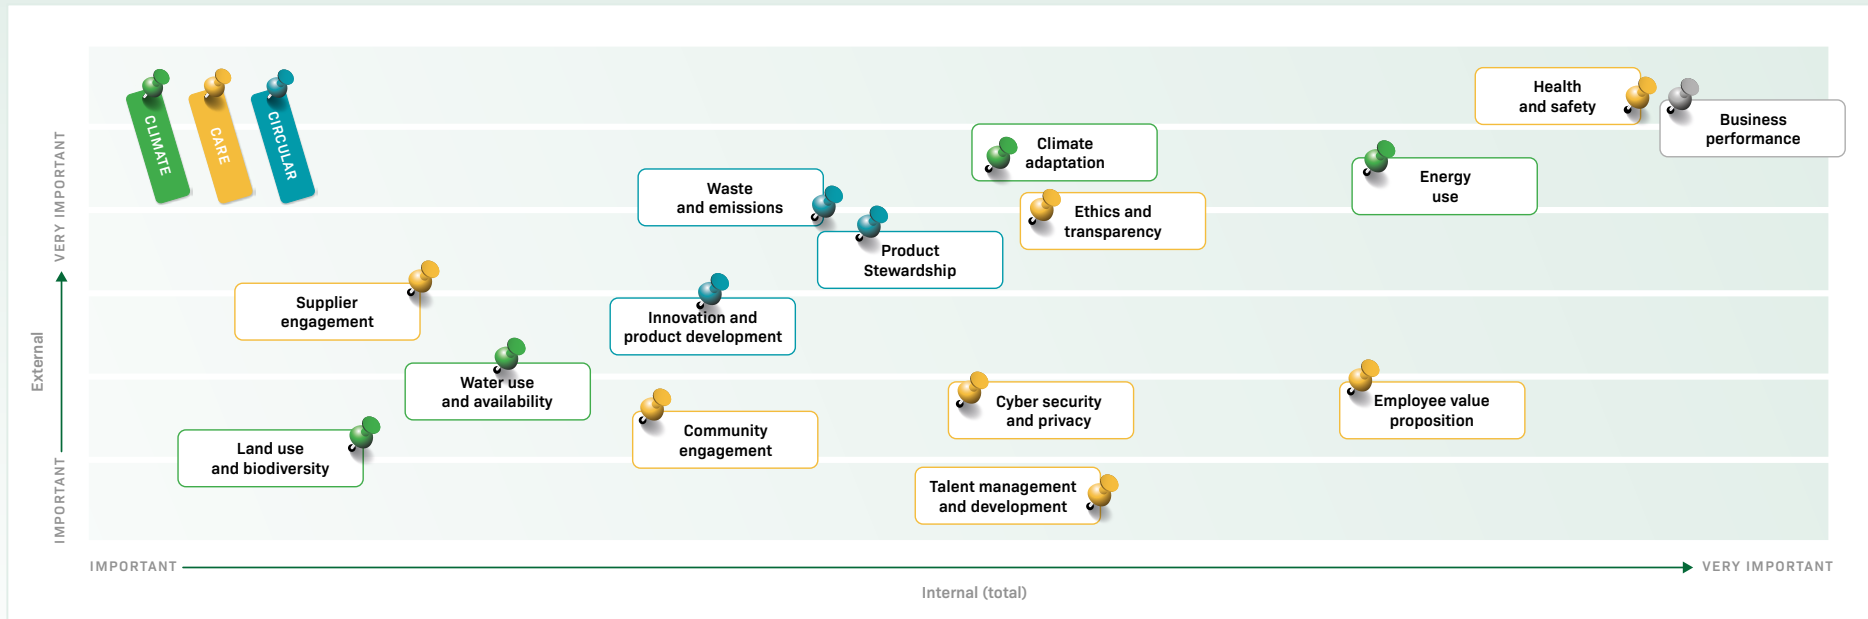 CLIMATE
CARE
CIRCULAR
Health
and safety
Business
performance
Climate
adaptation
Energy
use
Waste
and emissions
Ethics and
transparency
Product
Stewardship
Supplier
engagement
Innovation and
product development
Water use
and availability
Community
engagement
Cyber security
and privacy
Employee value
proposition
Land use
and biodiversity
Talent management
and development
VERY IMPORTANT
External
IMPORTANT
IMPORTANT
VERY IMPORTANT
Internal (total)